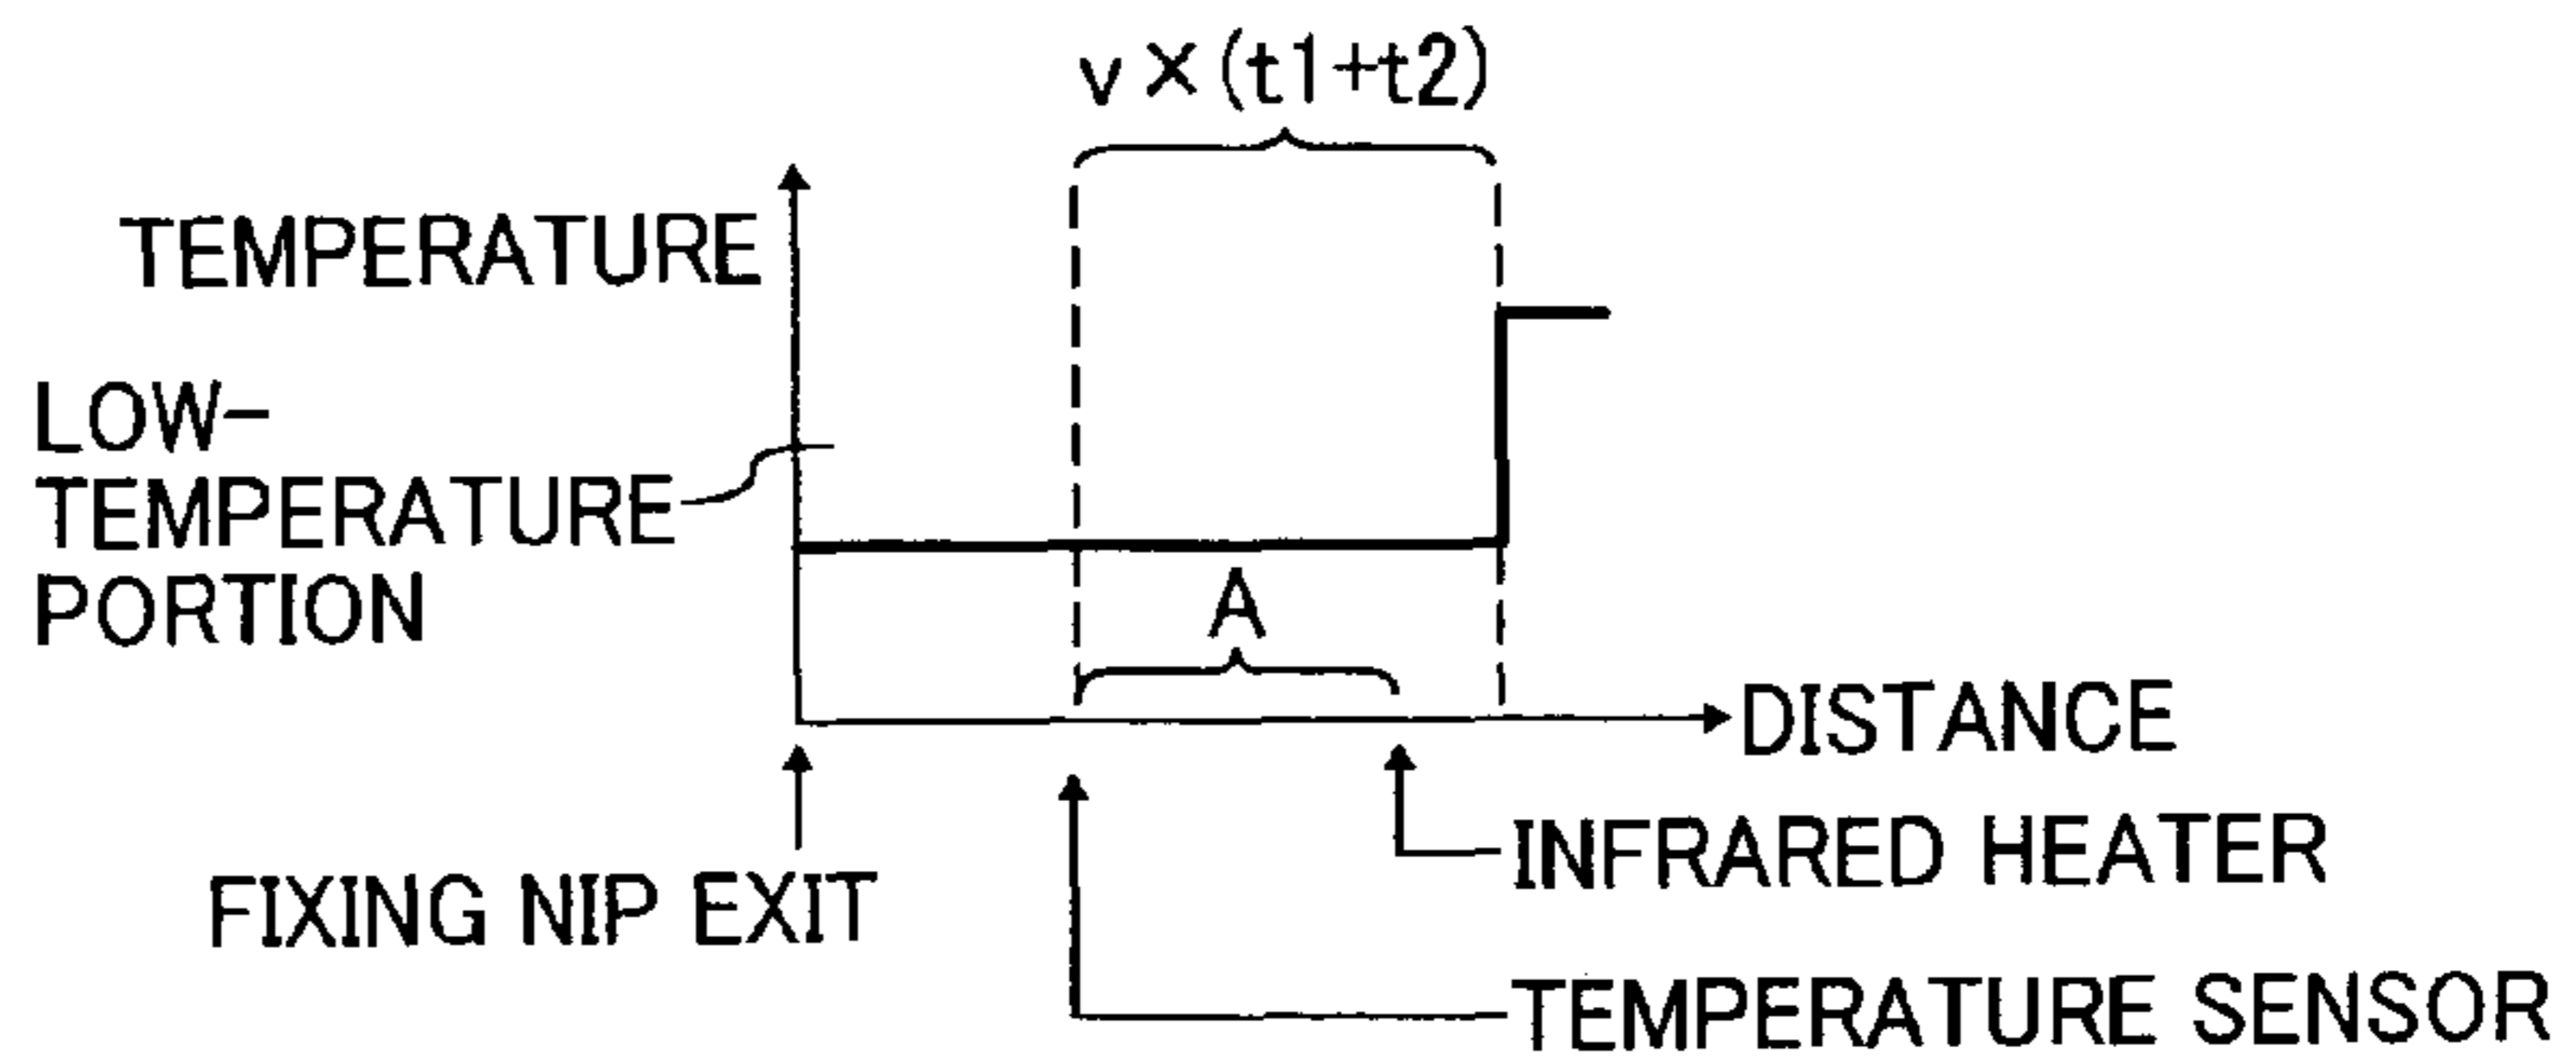 v×(t1+t2)
TEMPERATURE
LOW-
TEMPERATURE
PORTION
A
DISTANCE
INFRARED HEATER
FIXING NIP EXIT
TEMPERATURE SENSOR